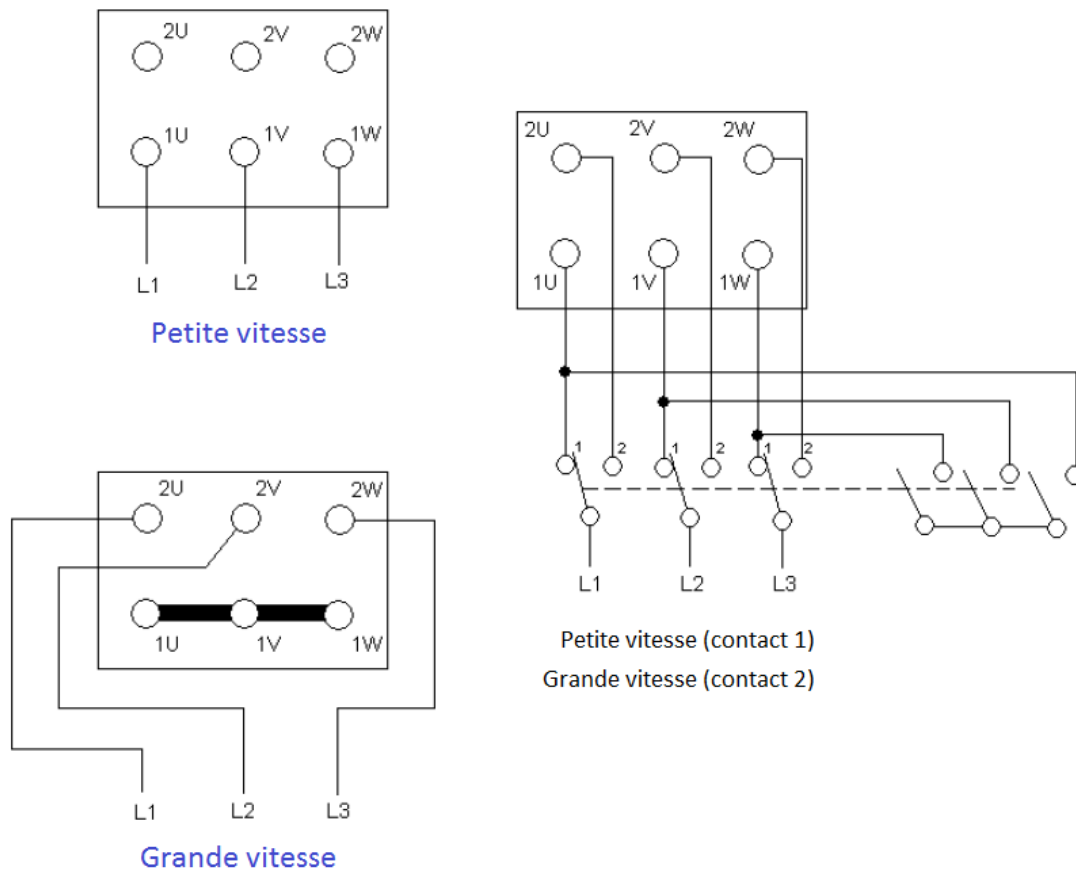 2U 2V 2W
1U 1V 1W
L1 L2 L3
Petite vitesse
2U 2V 2W
1U 1V 1W
L1 L2 L3
Grande vitesse
2U 2V 2W
1U 1V 1W
1 2 1 2 1 2
L1 L2 L3
Petite vitesse (contact 1)
Grande vitesse (contact 2)